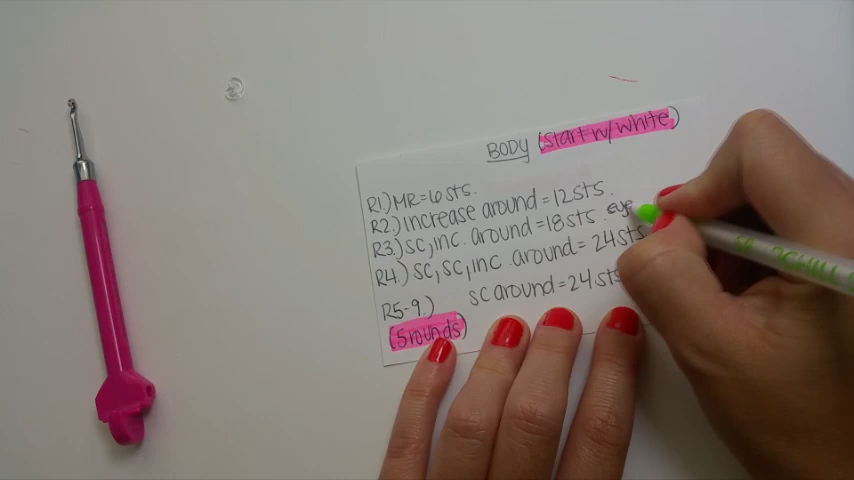 BODY (Start w/ white)
R1) MR = 6 sts.
R2.) increase around = 12 sts.
R3.) sc, inc. around = 18 sts. eye
R4.) sc, sc, inc. around = 24 sts.
R5-9.) sc around = 24 sts
(5 rounds)